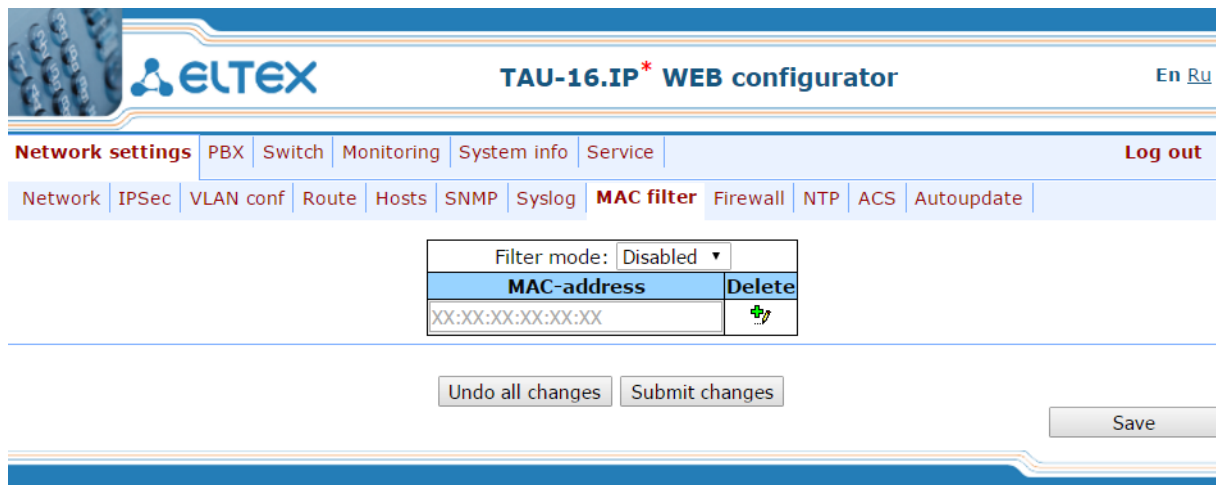 ELTEX
TAU-16.IP* WEB configurator
En Ru
Network settings PBX Switch Monitoring System info Service Log out
Network IPSec VLAN conf Route Hosts SNMP Syslog MAC filter Firewall NTP ACS Autoupdate
Filter mode: Disabled
MAC-address Delete
XX:XX:XX:XX:XX:XX
Undo all changes Submit changes
Save